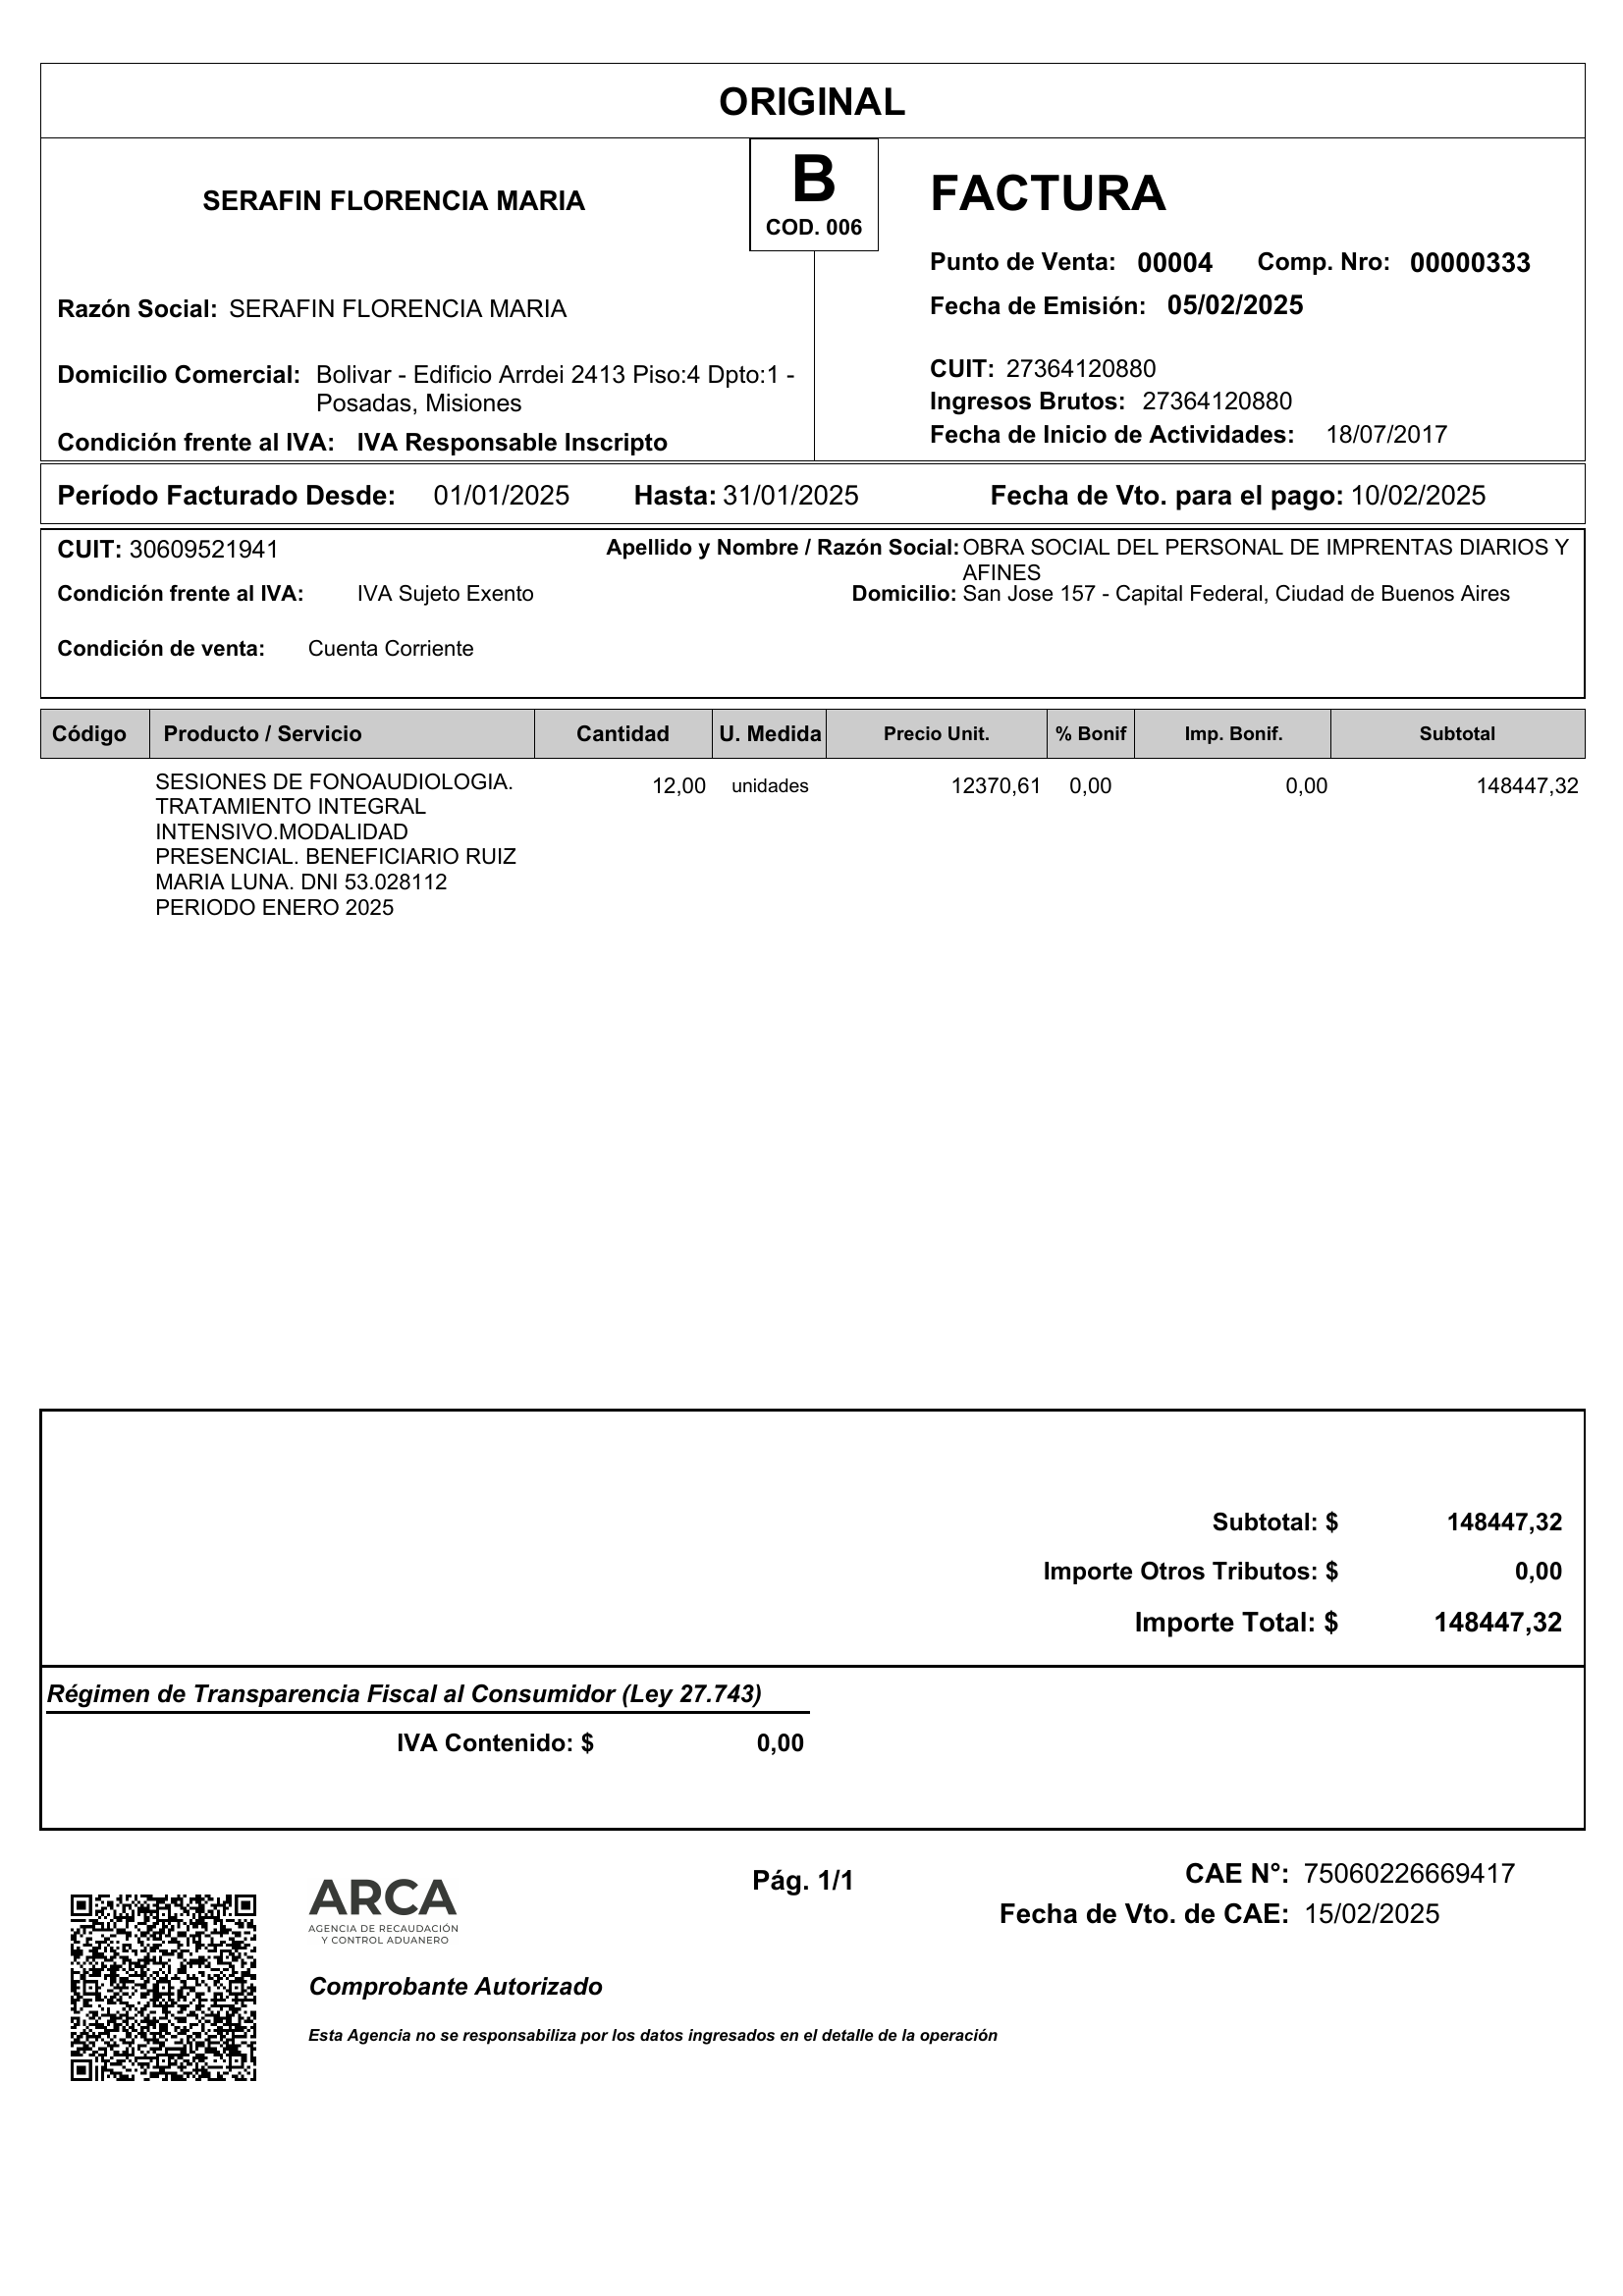 ORIGINAL
SERAFIN FLORENCIA MARIA
B
COD. 006
FACTURA
Punto de Venta: 00004 Comp. Nro: 00000333
Fecha de Emisión: 05/02/2025
Razón Social: SERAFIN FLORENCIA MARIA
Domicilio Comercial: Bolivar - Edificio Arrdei 2413 Piso:4 Dpto:1 -
Posadas, Misiones
Condición frente al IVA: IVA Responsable Inscripto
CUIT: 27364120880
Ingresos Brutos: 27364120880
Fecha de Inicio de Actividades: 18/07/2017
Período Facturado Desde: 01/01/2025 Hasta: 31/01/2025 Fecha de Vto. para el pago: 10/02/2025
CUIT: 30609521941 Apellido y Nombre / Razón Social: OBRA SOCIAL DEL PERSONAL DE IMPRENTAS DIARIOS Y
AFINES
Condición frente al IVA: IVA Sujeto Exento Domicilio: San Jose 157 - Capital Federal, Ciudad de Buenos Aires
Condición de venta: Cuenta Corriente
Código Producto / Servicio Cantidad U. Medida Precio Unit. % Bonif Imp. Bonif. Subtotal
SESIONES DE FONOAUDIOLOGIA. 12,00 unidades 12370,61 0,00 0,00 148447,32
TRATAMIENTO INTEGRAL
INTENSIVO.MODALIDAD
PRESENCIAL. BENEFICIARIO RUIZ
MARIA LUNA. DNI 53.028112
PERIODO ENERO 2025
Subtotal: $ 148447,32
Importe Otros Tributos: $ 0,00
Importe Total: $ 148447,32
Régimen de Transparencia Fiscal al Consumidor (Ley 27.743)
IVA Contenido: $ 0,00
ARCA
AGENCIA DE RECAUDACIÓN
Y CONTROL ADUANERO
Pág. 1/1
CAE N°: 75060226669417
Fecha de Vto. de CAE: 15/02/2025
Comprobante Autorizado
Esta Agencia no se responsabiliza por los datos ingresados en el detalle de la operación